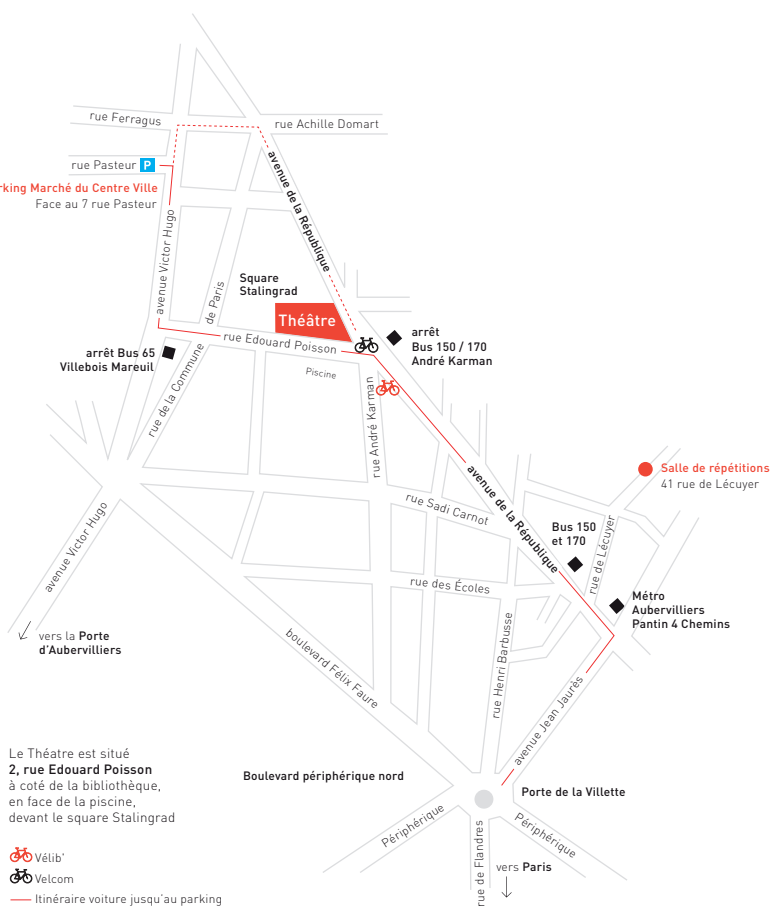 rue Ferragus
rue Achille Domart
rue Pasteur
P
rking Marché du Centre Ville
Face au 7 rue Pasteur
avenue de la République
avenue Victor Hugo
Square
Stalingrad
de Paris
Théâtre
rue Edouard Poisson
arrêt
Bus 150 / 170
André Karman
arrêt Bus 65
Villebois Mareuil
rue de la Commune
Piscine
rue André Karman
Salle de répétitions
41 rue de Lécuyer
avenue de la République
rue Sadi Carnot
avenue Victor Hugo
Bus 150
et 170
rue de Lécuyer
rue des Écoles
Métro
Aubervilliers
Pantin 4 Chemins
vers la Porte
d'Aubervilliers
boulevard Félix Faure
rue Henri Barbusse
avenue Jean Jaurès
Le Théatre est situé
2, rue Edouard Poisson
à coté de la bibliothèque,
en face de la piscine,
devant le square Stalingrad
Boulevard périphérique nord
Porte de la Villette
Périphérique
Périphérique
rue de Flandres
vers Paris
Vélib'
Velcom
Itinéraire voiture jusqu'au parking